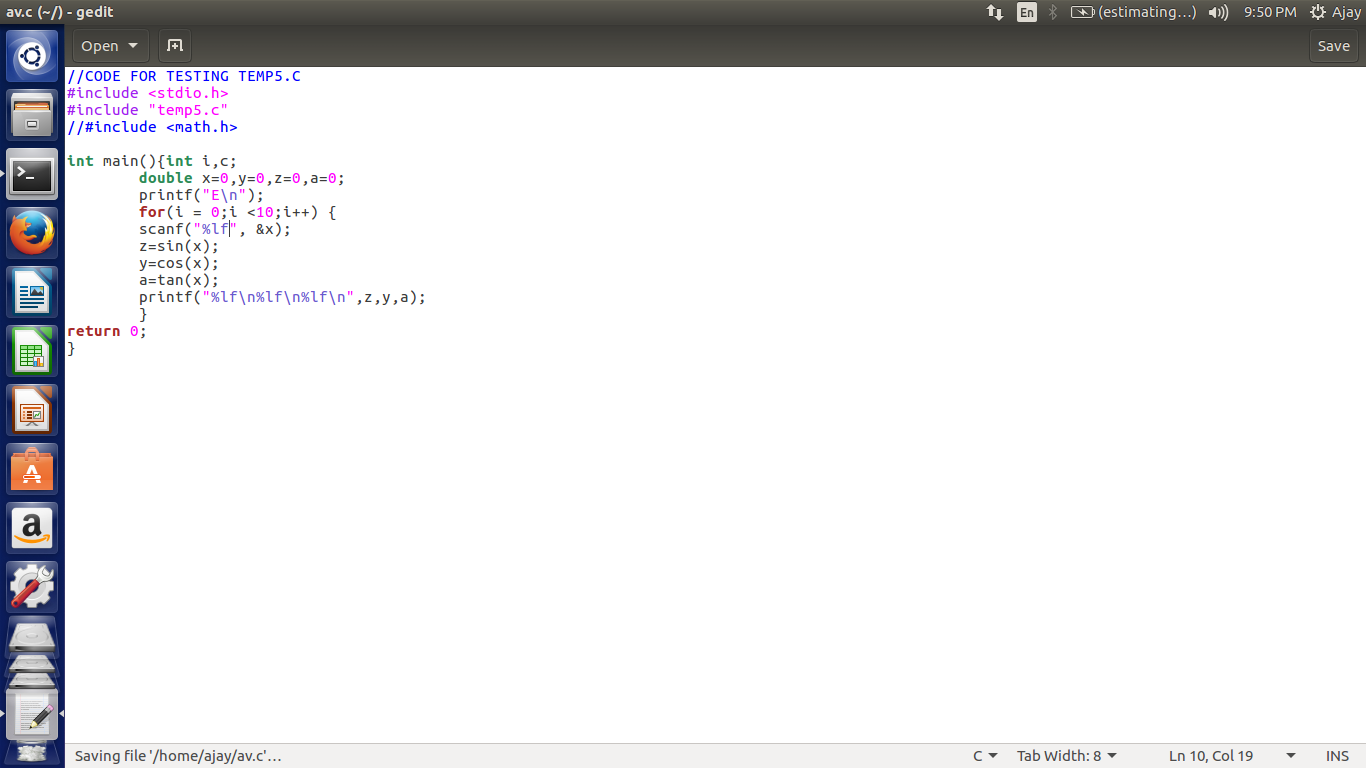 av.c (~/) - gedit
En
(estimating...)
9:50 PM
Ajay
Open
Save
//CODE FOR TESTING TEMP5.C
#include <stdio.h>
#include "temp5.c"
//#include <math.h>
int main(){int i,c;
        double x=0,y=0,z=0,a=0;
        printf("E\n");
        for(i = 0;i <10;i++) {
        scanf("%lf", &x);
        z=sin(x);
        y=cos(x);
        a=tan(x);
        printf("%lf\n%lf\n%lf\n",z,y,a);
        }
return 0;
}
a
Saving file '/home/ajay/av.c'...
C
Tab Width: 8
Ln 10, Col 19
INS